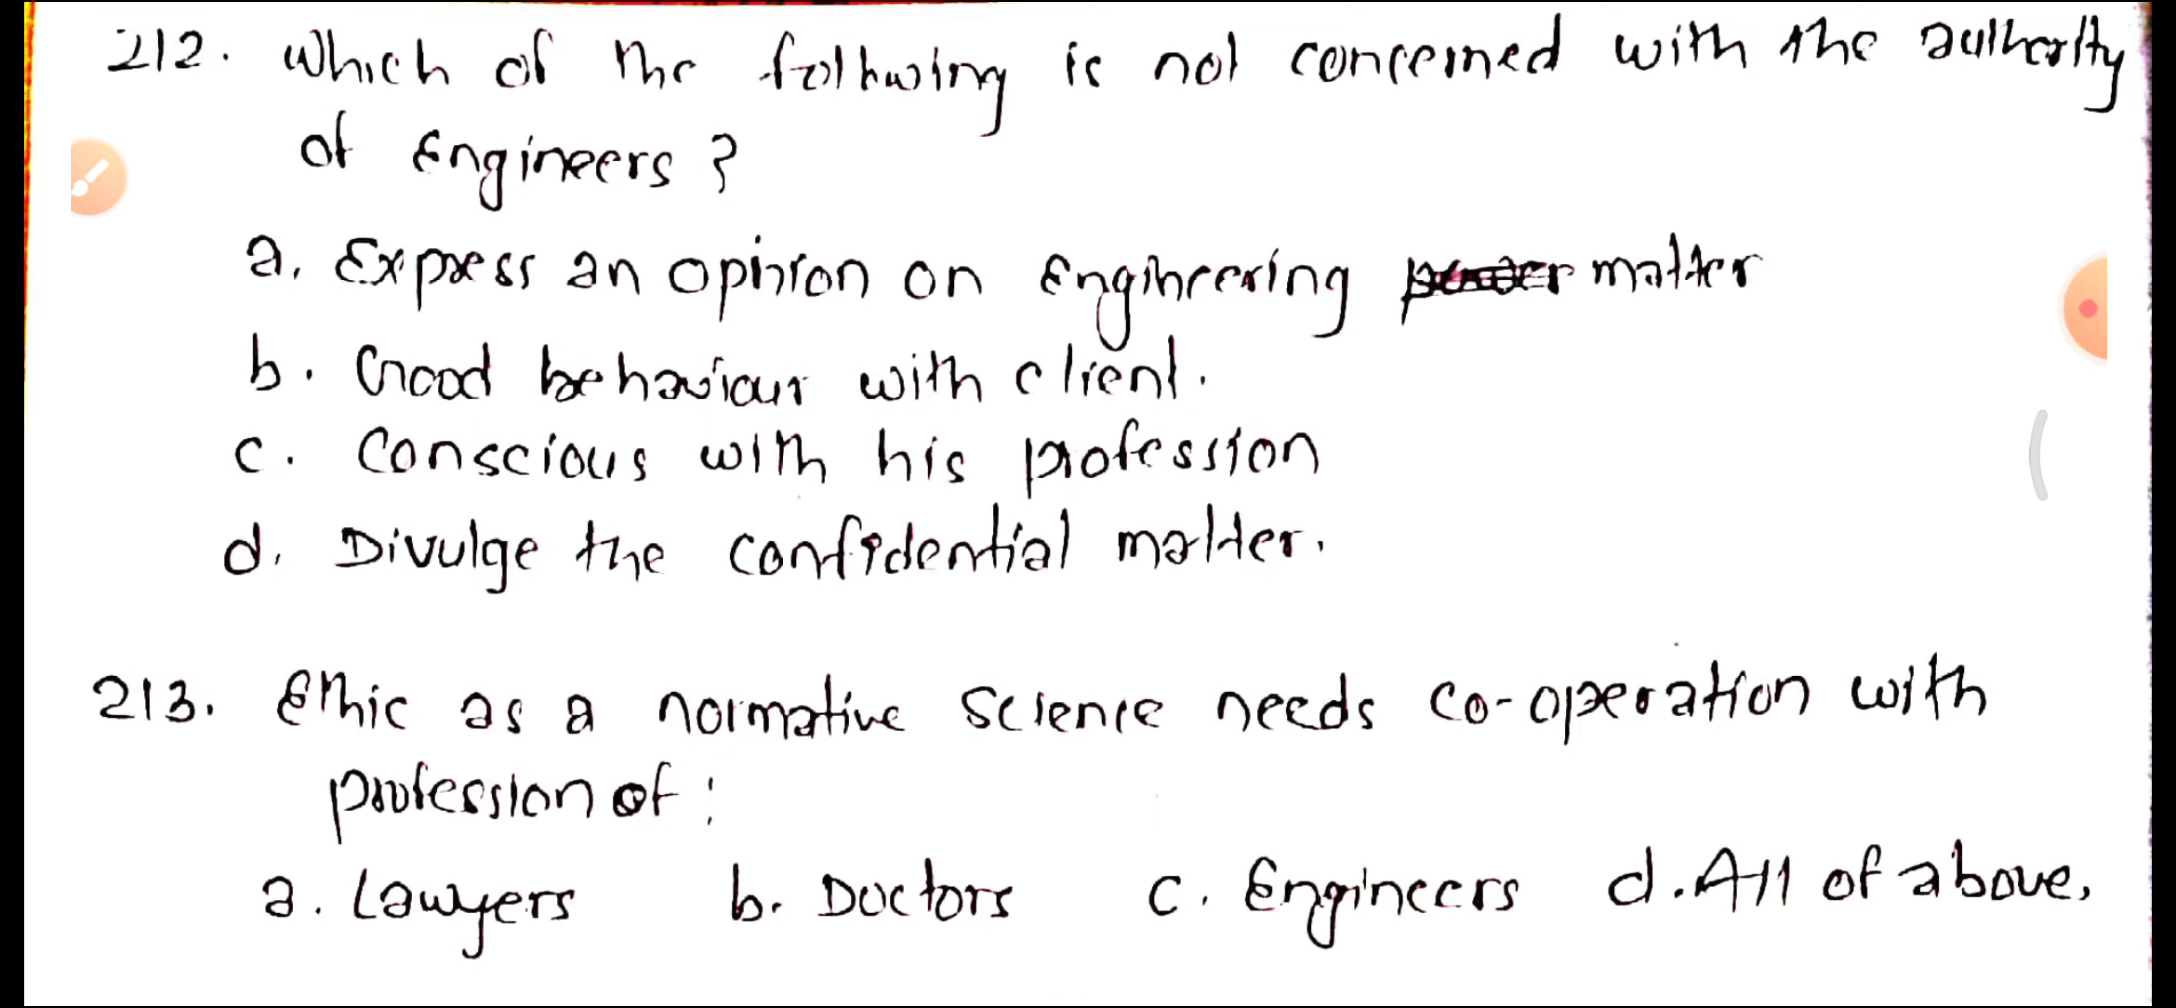 212. Which of the following is not concerned with the authority
of Engineers ?
a. Express an opinion on Engineering matter
b. Good behaviour with client.
c. Conscious with his profession
d. Divulge the confidential matter.
213. Ethic as a normative science needs co-operation with
profession of :
a. Lawyers b. Doctors c. Engineers d. All of above.